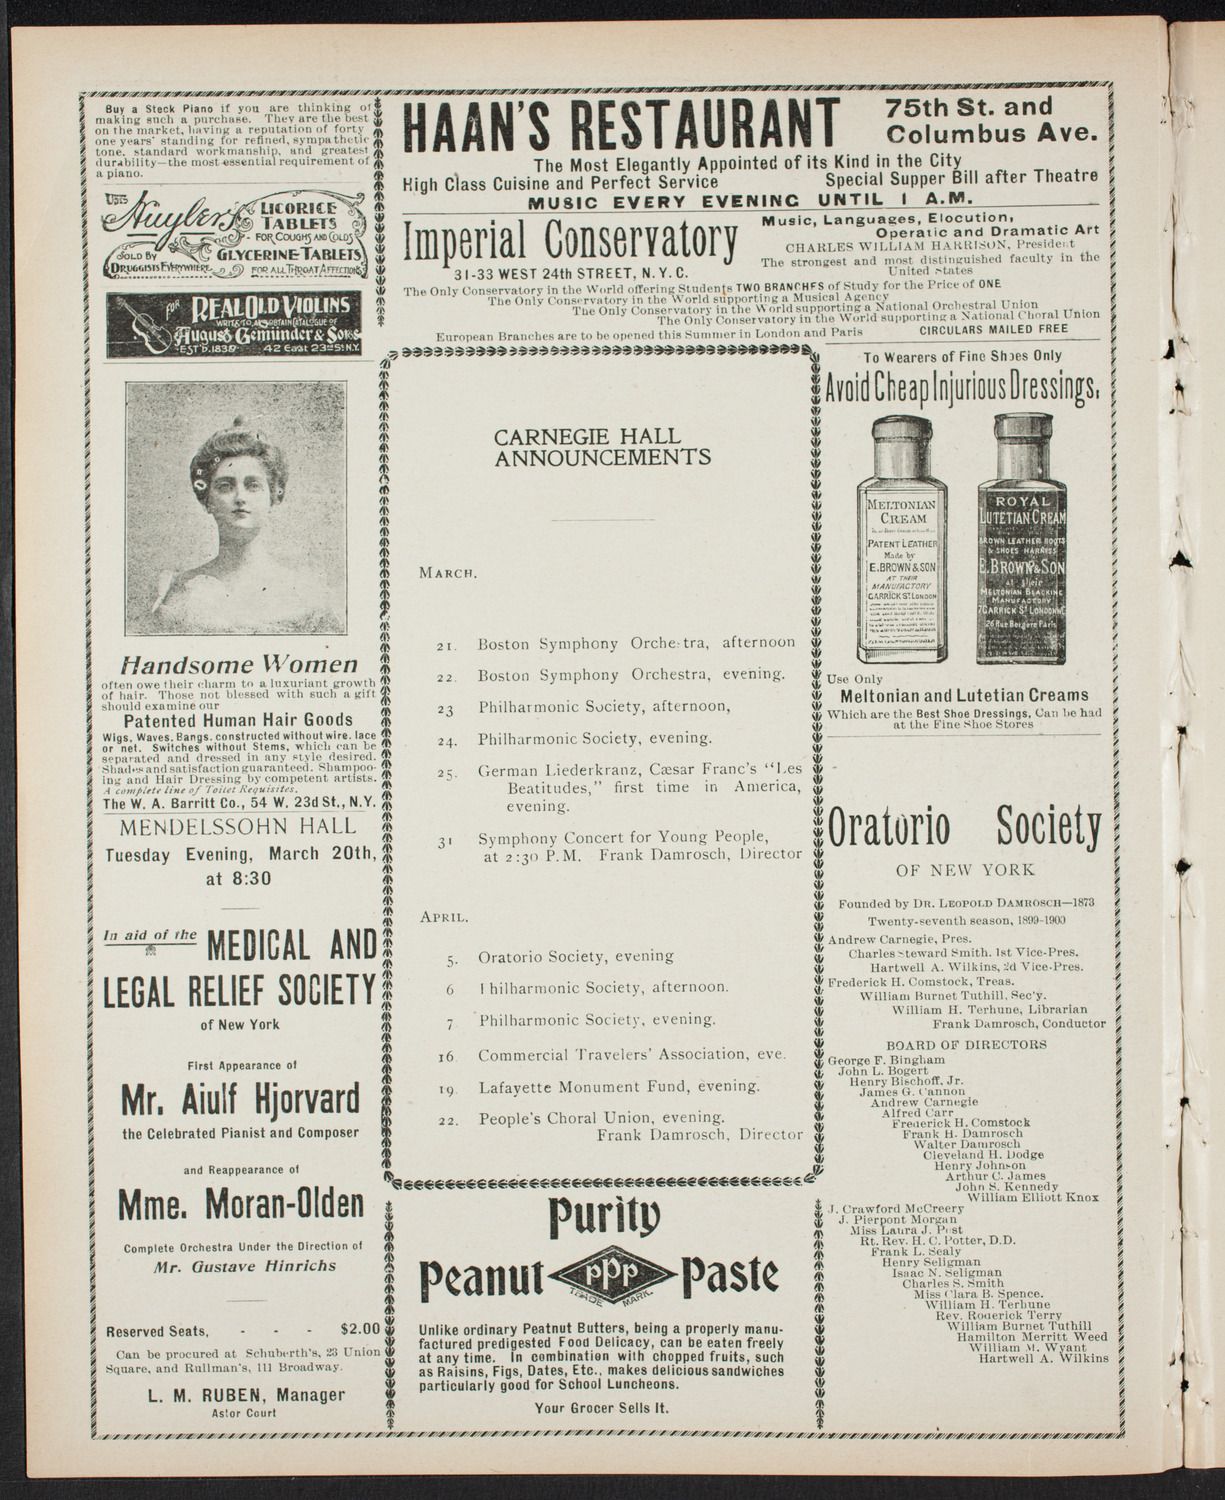 Buy a Steck Piano if you are thinking of
making such a purchase. They are the best
on the market, having a reputation of forty
one years' standing for refined, sympathetic
tone, standard workmanship, and greatest
durability—the most essential requirement of
a piano.
USE
Huyler's
LICORICE
TABLETS
FOR COUGHS AND COLDS
SOLD BY
DRUGGISTS EVERYWHERE
GLYCERINE TABLETS
FOR ALL THROAT AFFECTIONS
FOR REAL OLD VIOLINS
WRITE TO, AND OBTAIN CATALOGUE OF
August Gemünder & Sons
EST'D. 1838 42 East 23rd St. N.Y.
Handsome Women
often owe their charm to a luxuriant growth
of hair. Those not blessed with such a gift
should examine our
Patented Human Hair Goods
Wigs, Waves, Bangs, constructed without wire, lace
or net. Switches without Stems, which can be
separated and dressed in any style desired.
Shades and satisfaction guaranteed. Shampoo-
ing and Hair Dressing by competent artists.
A complete line of Toilet Requisites.
The W. A. Barritt Co., 54 W. 23d St., N.Y.
MENDELSSOHN HALL
Tuesday Evening, March 20th,
at 8:30
In aid of the MEDICAL AND
LEGAL RELIEF SOCIETY
of New York
First Appearance of
Mr. Aiulf Hjorvard
the Celebrated Pianist and Composer
and Reappearance of
Mme. Moran-Olden
Complete Orchestra Under the Direction of
Mr. Gustave Hinrichs
Reserved Seats, - - - $2.00
Can be procured at Schuberth's, 23 Union
Square, and Rullman's, 111 Broadway.
L. M. RUBEN, Manager
Astor Court
HAAN'S RESTAURANT
75th St. and
Columbus Ave.
The Most Elegantly Appointed of its Kind in the City
High Class Cuisine and Perfect Service Special Supper Bill after Theatre
MUSIC EVERY EVENING UNTIL 1 A.M.
Imperial Conservatory
31-33 WEST 24th STREET, N.Y.C.
Music, Languages, Elocution,
Operatic and Dramatic Art
CHARLES WILLIAM HARRISON, President
The strongest and most distinguished faculty in the
United States
The Only Conservatory in the World offering Students TWO BRANCHES of Study for the Price of ONE
The Only Conservatory in the World supporting a Musical Agency
The Only Conservatory in the World supporting a National Orchestral Union
The Only Conservatory in the World supporting a National Choral Union
European Branches are to be opened this Summer in London and Paris CIRCULARS MAILED FREE
CARNEGIE HALL
ANNOUNCEMENTS
MARCH.
21. Boston Symphony Orchestra, afternoon
22. Boston Symphony Orchestra, evening.
23 Philharmonic Society, afternoon,
24. Philharmonic Society, evening.
25. German Liederkranz, Cæsar Franc's "Les
Beatitudes," first time in America,
evening.
31 Symphony Concert for Young People,
at 2:30 P.M. Frank Damrosch, Director
APRIL.
5. Oratorio Society, evening
6 Philharmonic Society, afternoon.
7 Philharmonic Society, evening.
16. Commercial Travelers' Association, eve.
19. Lafayette Monument Fund, evening.
22. People's Choral Union, evening.
Frank Damrosch, Director
Purity
Peanut PPP Paste
TRADE MARK
Unlike ordinary Peatnut Butters, being a properly manu-
factured predigested Food Delicacy, can be eaten freely
at any time. In combination with chopped fruits, such
as Raisins, Figs, Dates, Etc., makes delicious sandwiches
particularly good for School Luncheons.
Your Grocer Sells It.
To Wearers of Fine Shoes Only
Avoid Cheap Injurious Dressings.
MELTONIAN
CREAM
PATENT LEATHER
Made by
E. BROWN & SON
AT THEIR
MANUFACTORY
GARRICK ST. LONDON
ROYAL
LUTETIAN CREAM
BROWN LEATHER BOOTS
& SHOES HARNESS
E. BROWN & SON
at their
MELTONIAN BLACKING
MANUFACTORY
7 GARRICK ST LONDON WC
26 Rue Bergère Paris
Use Only
Meltonian and Lutetian Creams
Which are the Best Shoe Dressings, Can be had
at the Fine Shoe Stores
Oratorio Society
OF NEW YORK
Founded by DR. LEOPOLD DAMROSCH—1873
Twenty-seventh season, 1899-1900
Andrew Carnegie, Pres.
Charles Steward Smith, 1st Vice-Pres.
Hartwell A. Wilkins, 2d Vice-Pres.
Frederick H. Comstock, Treas.
William Burnet Tuthill, Sec'y.
William H. Terhune, Librarian
Frank Damrosch, Conductor
BOARD OF DIRECTORS
George F. Bingham
John L. Bogert
Henry Bischoff, Jr.
James G. Cannon
Andrew Carnegie
Alfred Carr
Frederick H. Comstock
Frank H. Damrosch
Walter Damrosch
Cleveland H. Dodge
Henry Johnson
Arthur C. James
John S. Kennedy
William Elliott Knox
J. Crawford McCreery
J. Pierpont Morgan
Miss Laura J. Post
Rt. Rev. H. C. Potter, D.D.
Frank L. Sealy
Henry Seligman
Isaac N. Seligman
Charles S. Smith
Miss Clara B. Spence.
William H. Terhune
Rev. Roderick Terry
William Burnet Tuthill
Hamilton Merritt Weed
William M. Wyant
Hartwell A. Wilkins